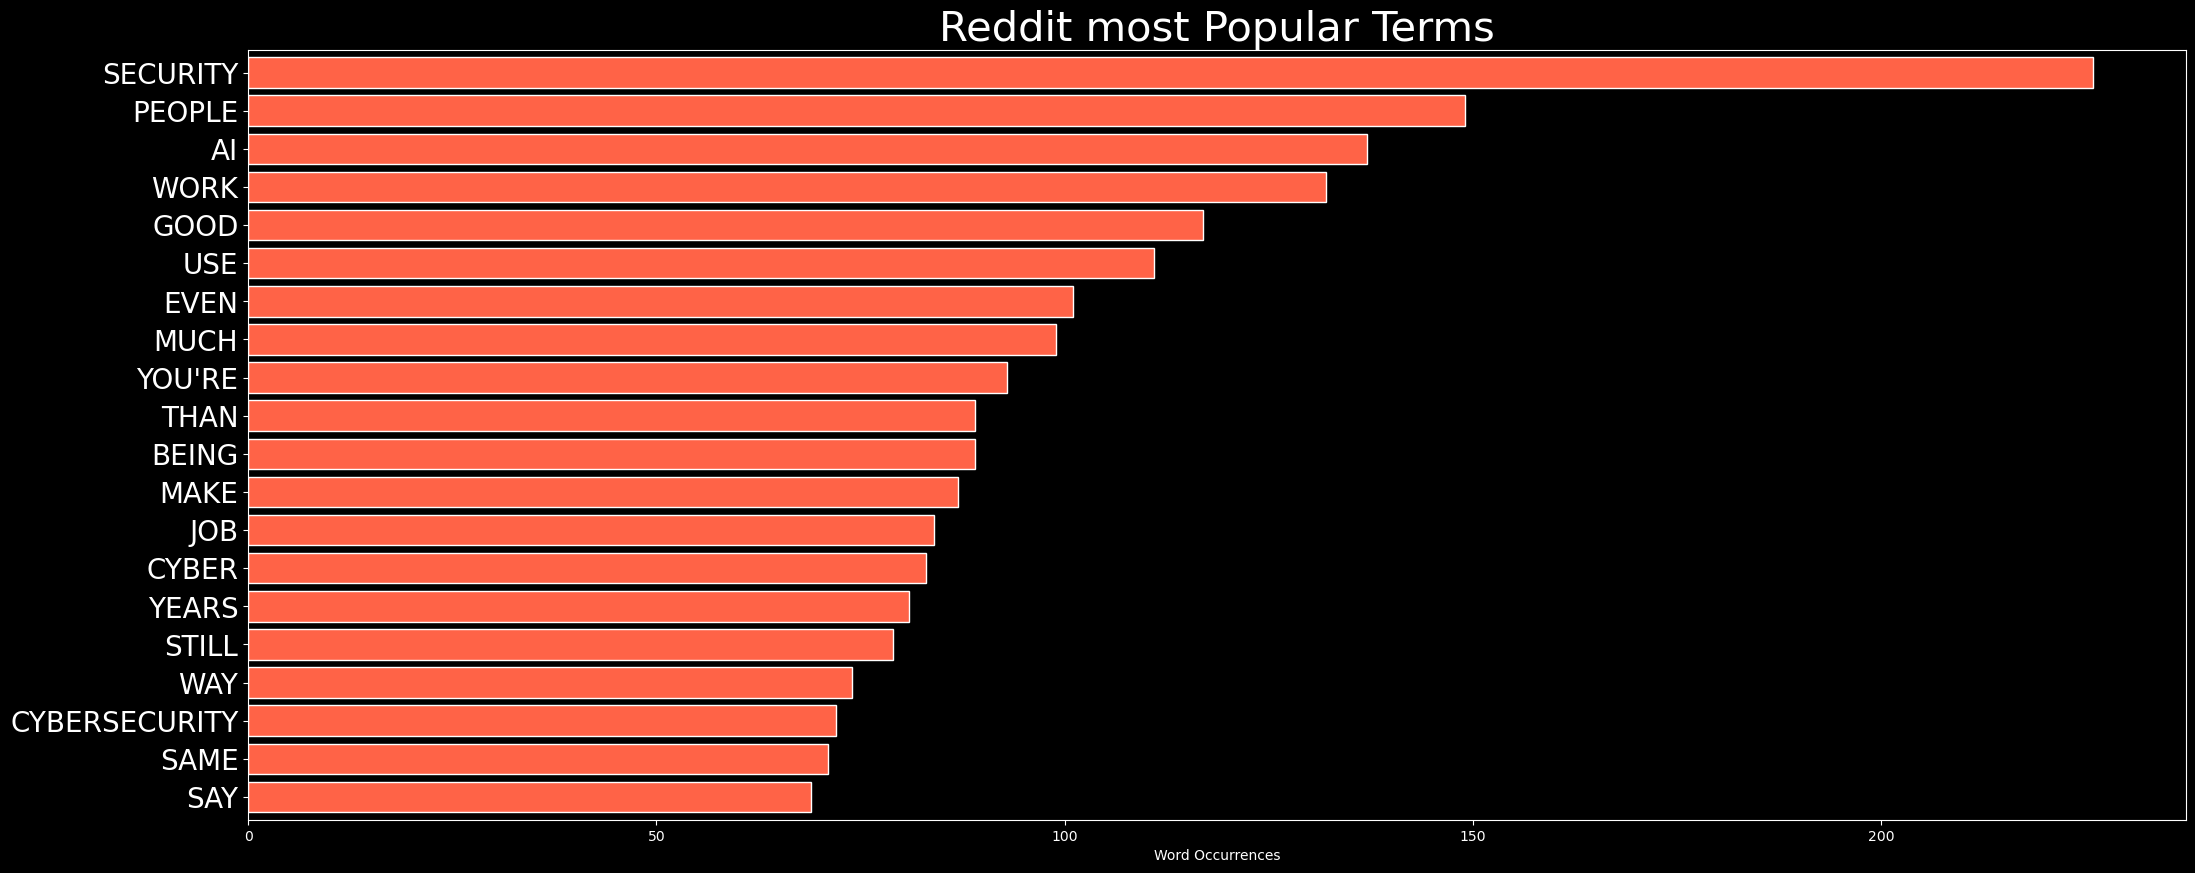 Reddit most Popular Terms
SECURITY
PEOPLE
AI
WORK
GOOD
USE
EVEN
MUCH
YOU'RE
THAN
BEING
MAKE
JOB
CYBER
YEARS
STILL
WAY
CYBERSECURITY
SAME
SAY
0 50 100 150 200
Word Occurrences